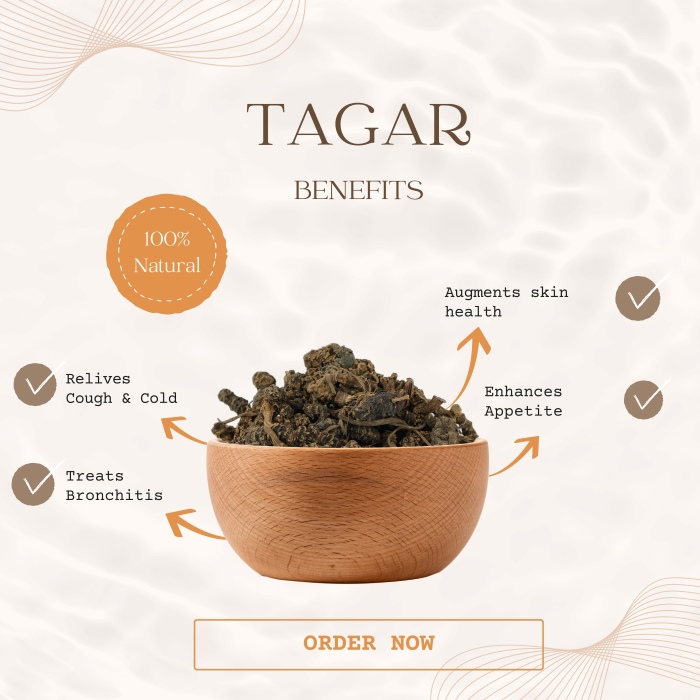 TAGAR
BENEFITS
100%
Natural
Augments skin
health
Relives
Cough & Cold
Enhances
Appetite
Treats
Bronchitis
ORDER NOW